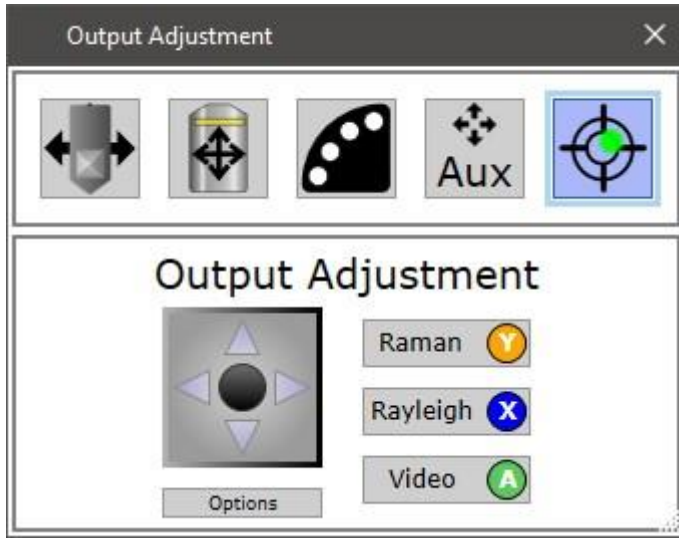 Output Adjustment
Aux
Output Adjustment
Raman Y
Rayleigh X
Video A
Options